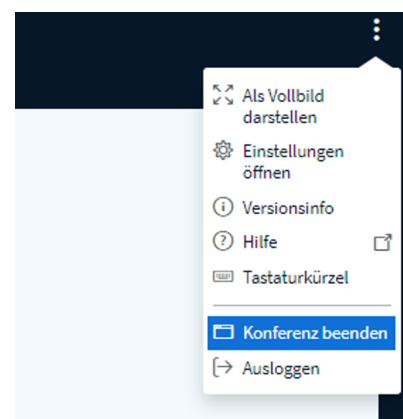 Als Vollbild
darstellen
Einstellungen
öffnen
Versionsinfo
Hilfe
Tastaturkürzel
Konferenz beenden
Ausloggen